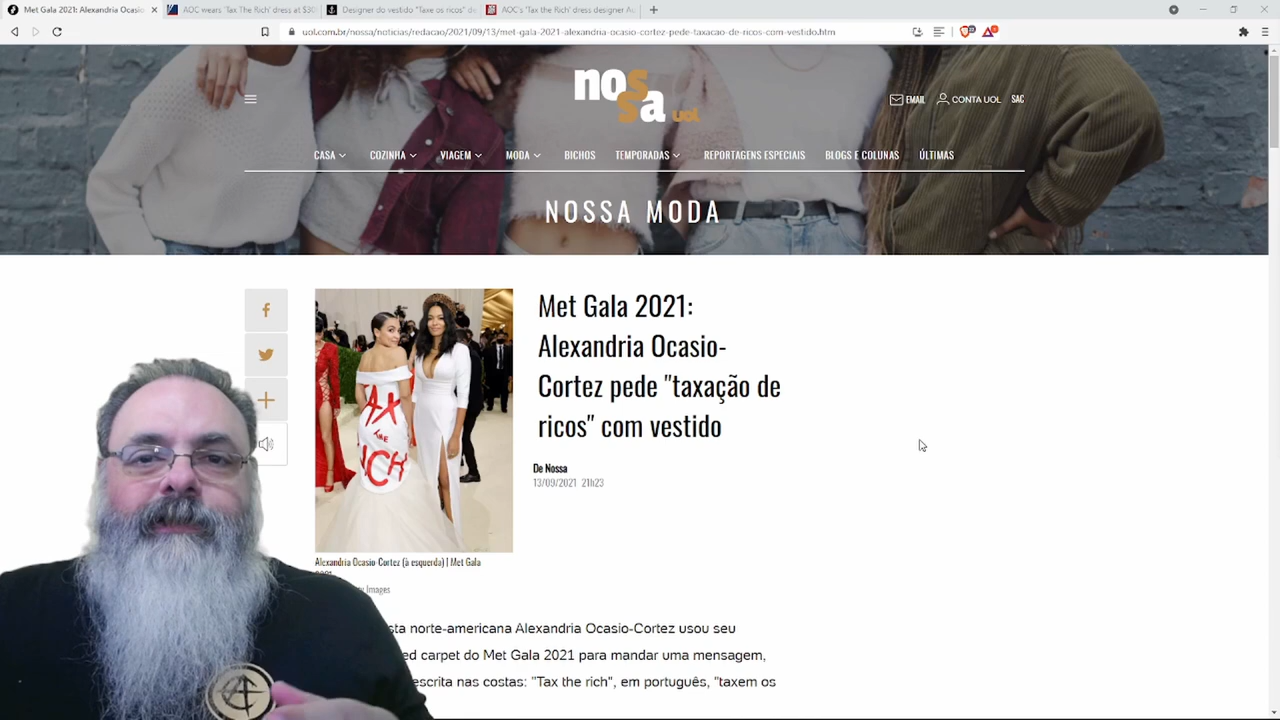 Met Gala 2021: Alexandria Ocasio
AOC wears 'Tax The Rich' dress at $30
Designer do vestido "Taxe os ricos" d
AOC's 'Tax the Rich' dress designer Au
uol.com.br/nossa/noticias/redacao/2021/09/13/met-gala-2021-alexandria-ocasio-cortez-pede-taxacao-de-ricos-com-vestido.htm
nossa uol
EMAIL CONTA UOL SAC
CASA COZINHA VIAGEM MODA BICHOS TEMPORADAS REPORTAGENS ESPECIAIS BLOGS E COLUNAS ÚLTIMAS
NOSSA MODA
Met Gala 2021:
Alexandria Ocasio-
Cortez pede "taxação de
ricos" com vestido
De Nossa
13/09/2021 21h23
TAX
THE
RICH
Alexandria Ocasio-Cortez (à esquerda) | Met Gala
Images
sta norte-americana Alexandria Ocasio-Cortez usou seu
ed carpet do Met Gala 2021 para mandar uma mensagem,
escrita nas costas: "Tax the rich", em português, "taxem os